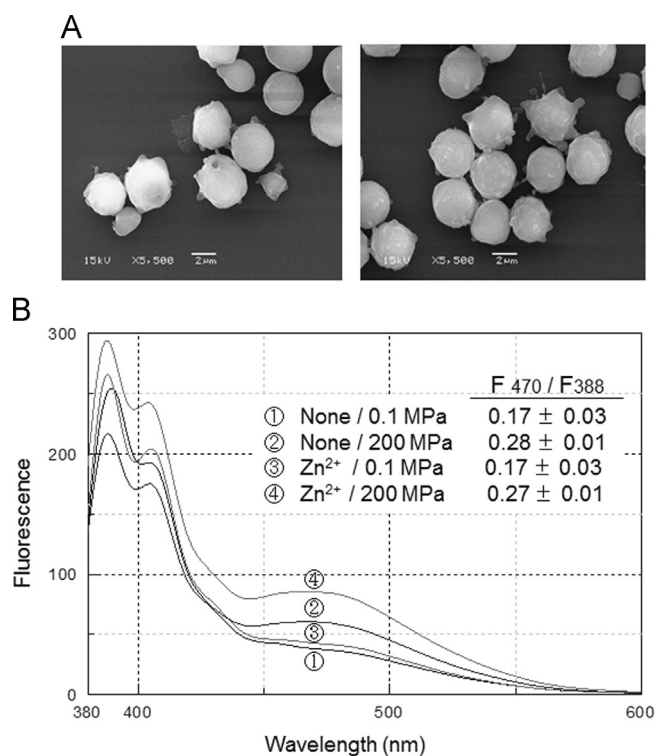 A
15kV X5,500 2μm
15kV X5,500 2μm
B
300
200
100
0
Fluorescence
F 470 / F388
① None / 0.1 MPa 0.17 ± 0.03
② None / 200 MPa 0.28 ± 0.01
③ Zn²⁺ / 0.1 MPa 0.17 ± 0.03
④ Zn²⁺ / 200 MPa 0.27 ± 0.01
④
②
③
①
380 400 500 600
Wavelength (nm)